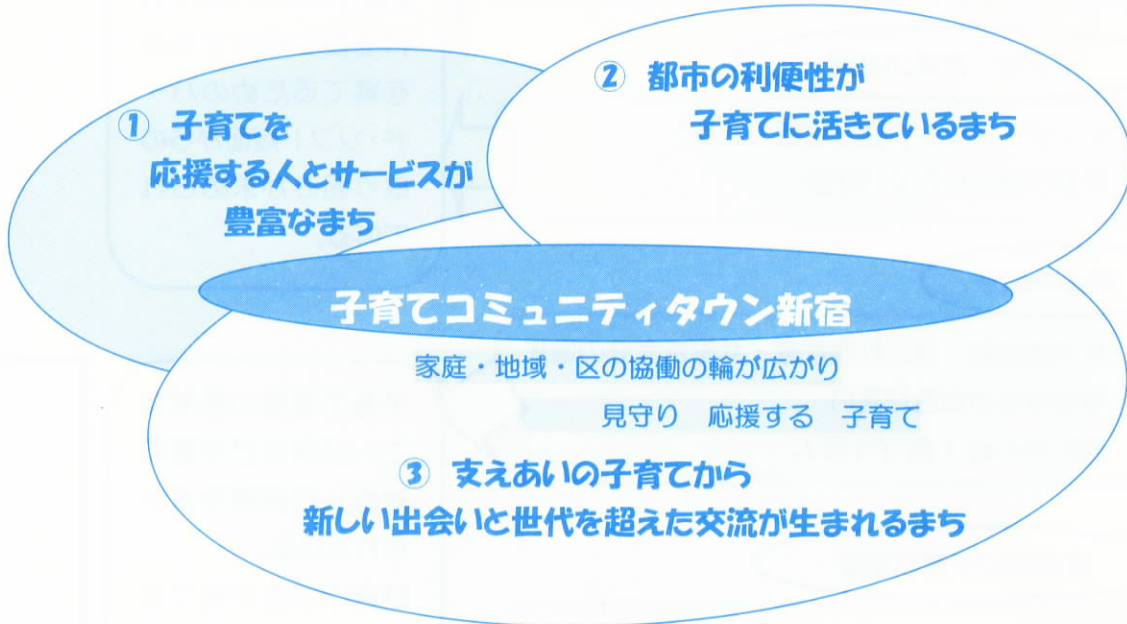 ① 子育てを
応援する人とサービスが
豊富なまち
② 都市の利便性が
子育てに活きているまち
子育てコミュニティタウン新宿
家庭・地域・区の協働の輪が広がり
見守り 応援する 子育て
③ 支えあいの子育てから
新しい出会いと世代を超えた交流が生まれるまち